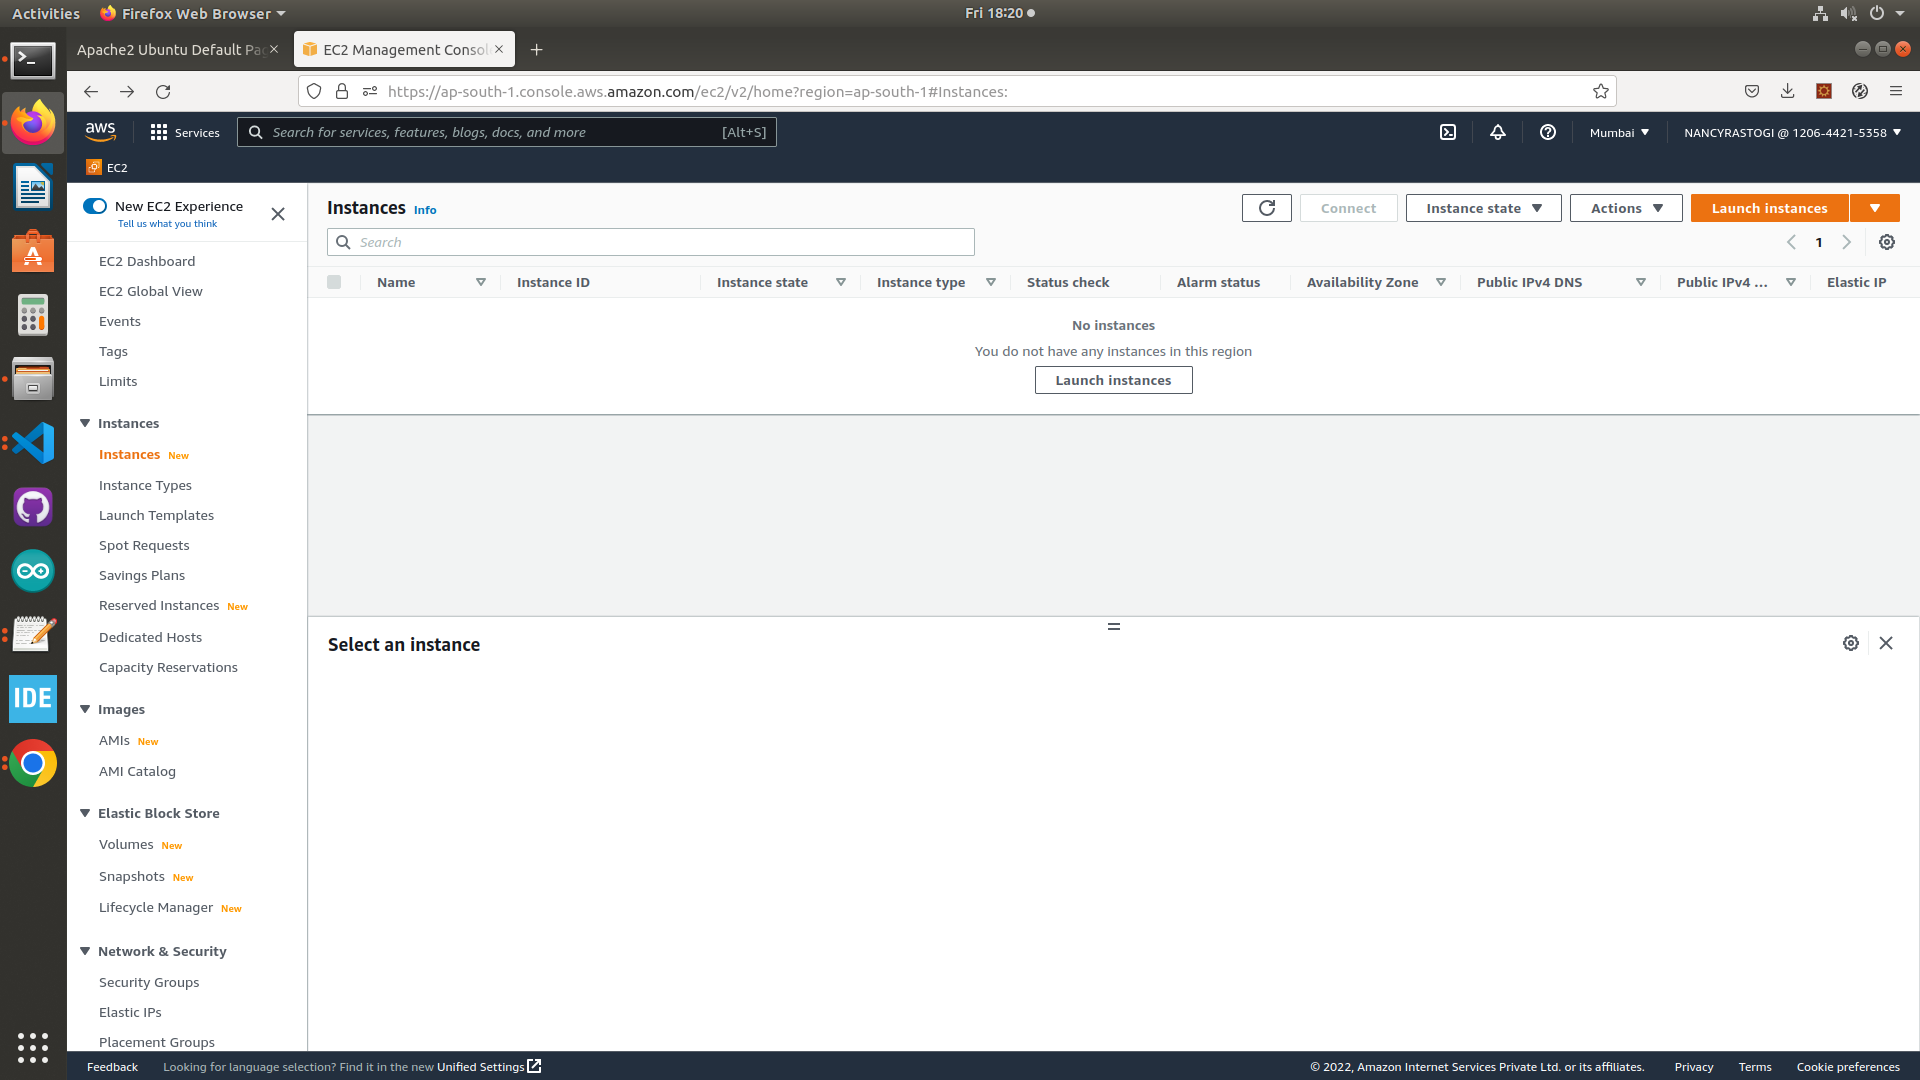 Activities
Firefox Web Browser
Fri 18:20
Apache2 Ubuntu Default Pa
EC2 Management Consol
https://ap-south-1.console.aws.amazon.com/ec2/v2/home?region=ap-south-1#Instances:
aws
Services
Search for services, features, blogs, docs, and more
[Alt+S]
Mumbai
NANCYRASTOGI @ 1206-4421-5358
EC2
New EC2 Experience
Tell us what you think
EC2 Dashboard
EC2 Global View
Events
Tags
Limits
Instances
Instances New
Instance Types
Launch Templates
Spot Requests
Savings Plans
Reserved Instances New
Dedicated Hosts
Capacity Reservations
Images
AMIs New
AMI Catalog
Elastic Block Store
Volumes New
Snapshots New
Lifecycle Manager New
Network & Security
Security Groups
Elastic IPs
Placement Groups
Instances Info
Connect
Instance state
Actions
Launch instances
Search
1
Name
Instance ID
Instance state
Instance type
Status check
Alarm status
Availability Zone
Public IPv4 DNS
Public IPv4 ...
Elastic IP
No instances
You do not have any instances in this region
Launch instances
Select an instance
IDE
Feedback
Looking for language selection? Find it in the new Unified Settings
© 2022, Amazon Internet Services Private Ltd. or its affiliates.
Privacy
Terms
Cookie preferences